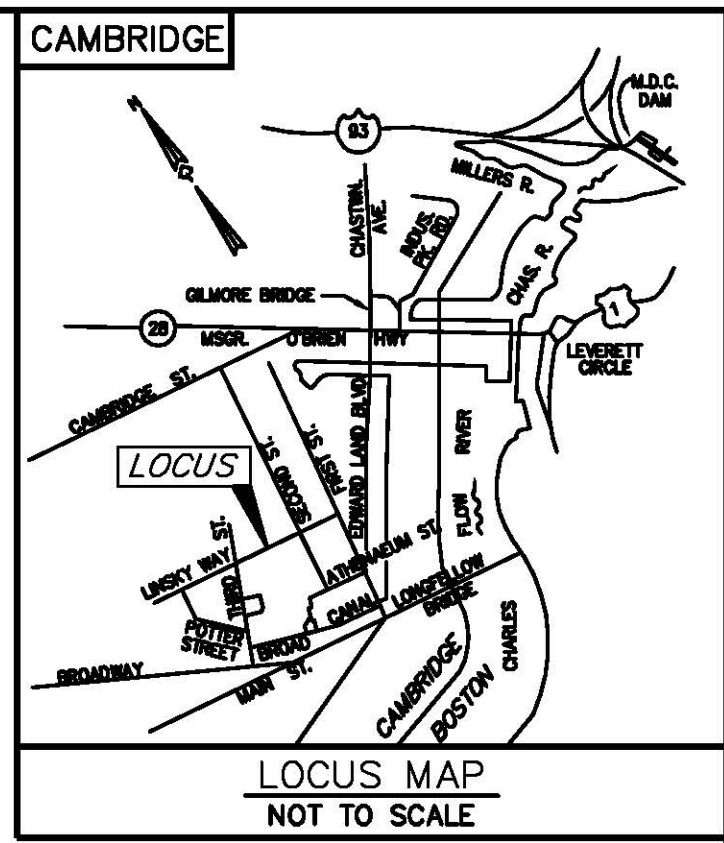 CAMBRIDGE
M.D.C.
DAM
N
93
MILLERS R.
CHASTWN.
AVE.
INDUS.
PK. RD.
CHAS. R.
GILMORE BRIDGE
1
28
MSGR. O'BRIEN HWY
LEVERETT
CIRCLE
CAMBRIDGE ST.
EDWARD LAND BLVD
RIVER
FLOW
LOCUS
FIRST ST.
SECOND ST.
THIRD ST.
LINSKY WAY
ATHENAEUM ST.
POTTER
STREET
BROAD CANAL
LONGFELLOW
BRIDGE
CHARLES
BROADWAY
MAIN ST.
CAMBRIDGE
BOSTON
LOCUS MAP
NOT TO SCALE